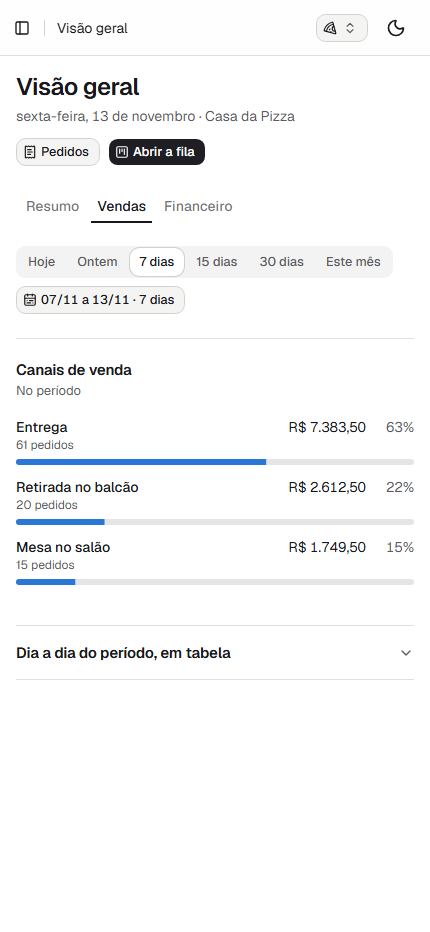 Visão geral
Visão geral
sexta-feira, 13 de novembro · Casa da Pizza
Pedidos
Abrir a fila
Resumo Vendas Financeiro
Hoje Ontem 7 dias 15 dias 30 dias Este mês
07/11 a 13/11 · 7 dias
Canais de venda
No período
Entrega R$ 7.383,50 63%
61 pedidos
Retirada no balcão R$ 2.612,50 22%
20 pedidos
Mesa no salão R$ 1.749,50 15%
15 pedidos
Dia a dia do período, em tabela